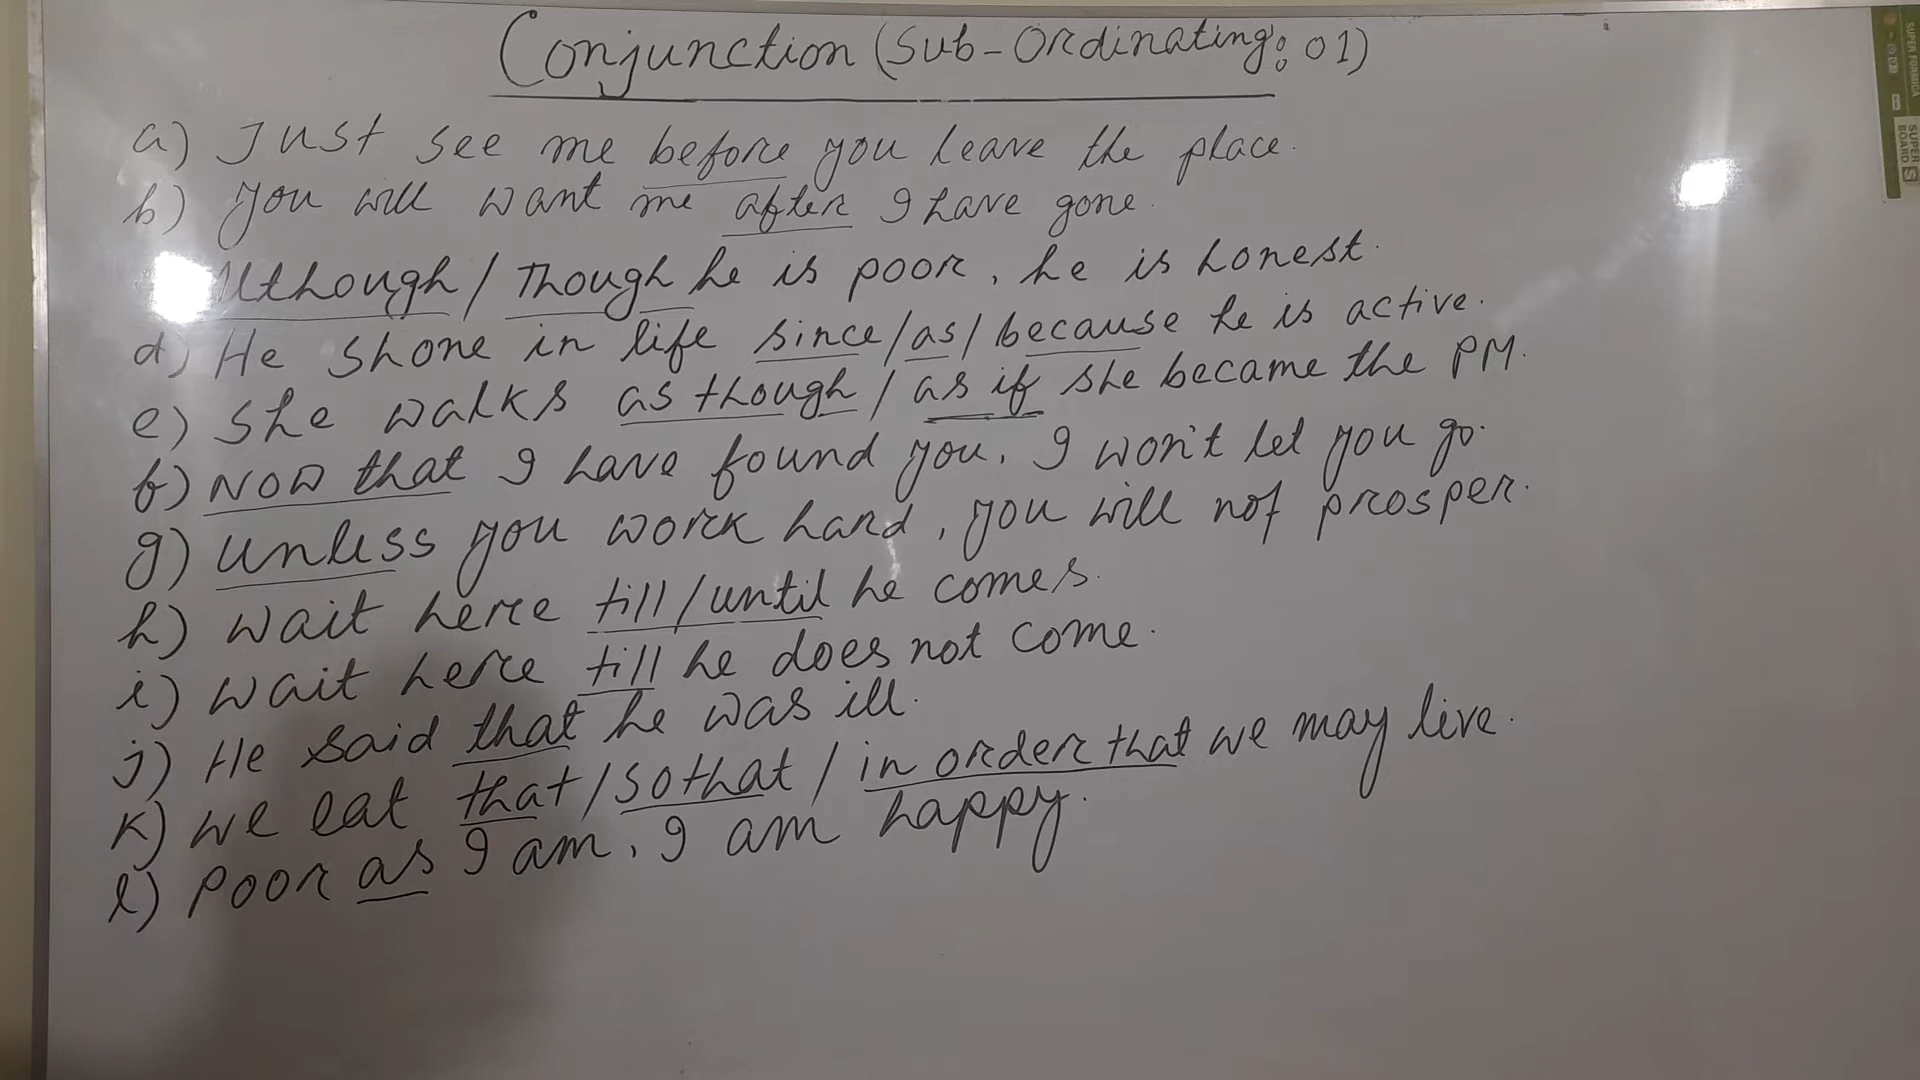 Conjunction (Sub-Ordinating: 01)
a) Just see me before you leave the place.
b) You will want me after I have gone.
Although / Though he is poor, he is honest.
d) He shone in life since/as/because he is active.
e) She walks as though / as if she became the PM.
f) Now that I have found you, I won't let you go.
g) Unless you work hard, you will not prosper.
h) Wait here till/until he comes.
i) Wait here till he does not come.
j) He said that he was ill.
k) We eat that/so that / in order that we may live.
l) Poor as I am, I am happy.
SUPER FORMICA
SUPER BOARD